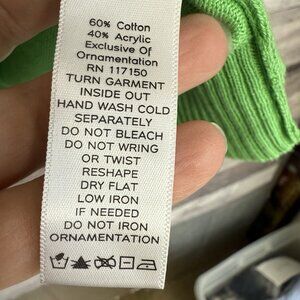 60% Cotton
40% Acrylic
Exclusive Of
Ornamentation
RN 117150
TURN GARMENT
INSIDE OUT
HAND WASH COLD
SEPARATELY
DO NOT BLEACH
DO NOT WRING
OR TWIST
RESHAPE
DRY FLAT
LOW IRON
IF NEEDED
DO NOT IRON
ORNAMENTATION